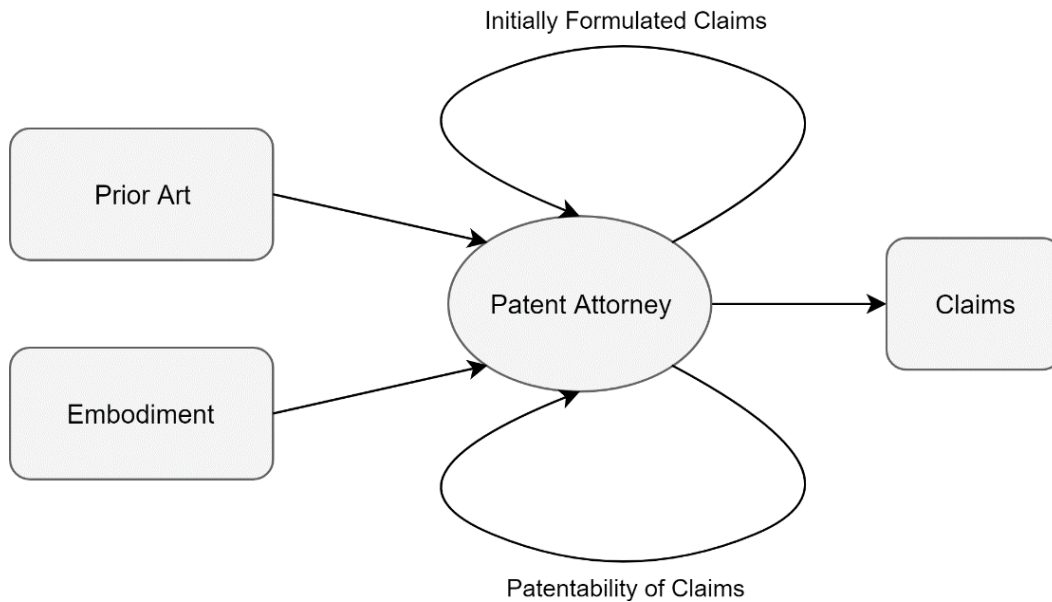 Initially Formulated Claims
Prior Art
Patent Attorney
Claims
Embodiment
Patentability of Claims